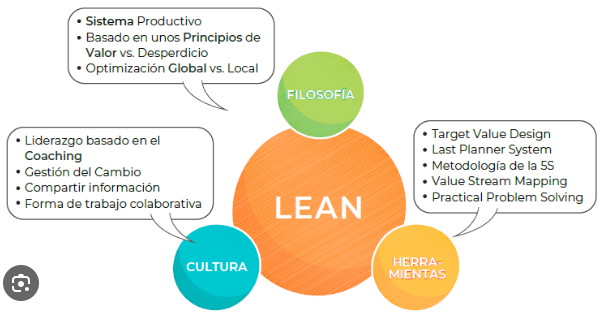 • Sistema Productivo
• Basado en unos Principios de
Valor vs. Desperdicio
• Optimización Global vs. Local
FILOSOFÍA
• Liderazgo basado en el
Coaching
• Gestión del Cambio
• Compartir información
• Forma de trabajo colaborativa
• Target Value Design
• Last Planner System
• Metodología de la 5S
• Value Stream Mapping
• Practical Problem Solving
LEAN
CULTURA
HERRA-
MIENTAS